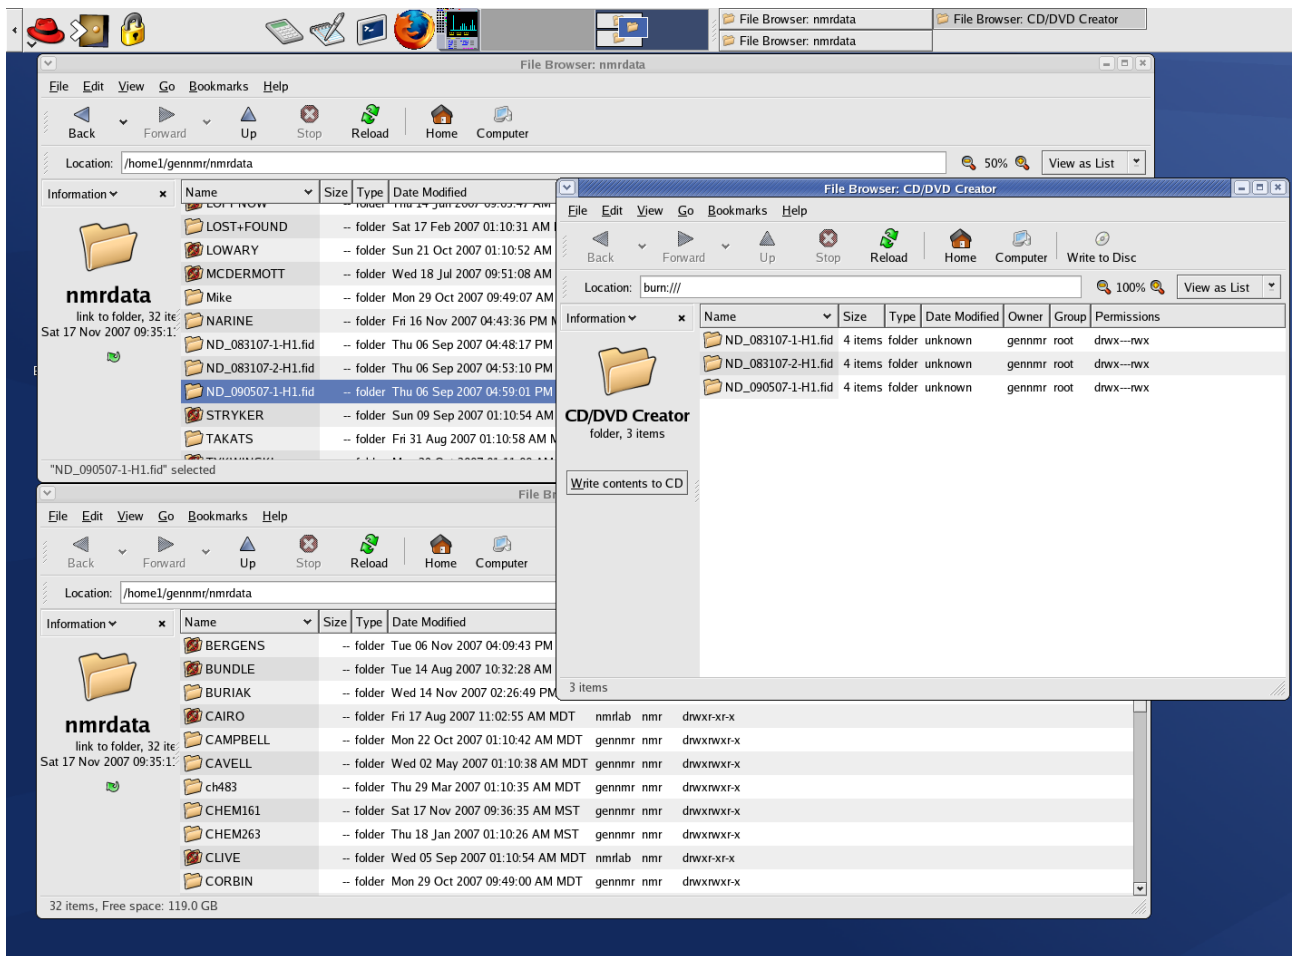 File Browser: nmrdata
File Browser: CD/DVD Creator
File Browser: nmrdata
File Browser: nmrdata
File Edit View Go Bookmarks Help
Back Forward Up Stop Reload Home Computer
Location: /home1/gennmr/nmrdata 50% View as List
Information Name Size Type Date Modified
LOST+FOUND -- folder Sat 17 Feb 2007 01:10:31 AM
LOWARY -- folder Sun 21 Oct 2007 01:10:52 AM
MCDERMOTT -- folder Wed 18 Jul 2007 09:51:08 AM
Mike -- folder Mon 29 Oct 2007 09:49:07 AM
NARINE -- folder Fri 16 Nov 2007 04:43:36 PM
ND_083107-1-H1.fid -- folder Thu 06 Sep 2007 04:48:17 PM
ND_083107-2-H1.fid -- folder Thu 06 Sep 2007 04:53:10 PM
ND_090507-1-H1.fid -- folder Thu 06 Sep 2007 04:59:01 PM
STRYKER -- folder Sun 09 Sep 2007 01:10:54 AM
TAKATS -- folder Fri 31 Aug 2007 01:10:58 AM
nmrdata
link to folder, 32 ite
Sat 17 Nov 2007 09:35:1
"ND_090507-1-H1.fid" selected
File Browser: CD/DVD Creator
File Edit View Go Bookmarks Help
Back Forward Up Stop Reload Home Computer Write to Disc
Location: burn:/// 100% View as List
Information Name Size Type Date Modified Owner Group Permissions
ND_083107-1-H1.fid 4 items folder unknown gennmr root drwx---rwx
ND_083107-2-H1.fid 4 items folder unknown gennmr root drwx---rwx
ND_090507-1-H1.fid 4 items folder unknown gennmr root drwx---rwx
CD/DVD Creator
folder, 3 items
Write contents to CD
3 items
File Br
File Edit View Go Bookmarks Help
Back Forward Up Stop Reload Home Computer
Location: /home1/gennmr/nmrdata
Information Name Size Type Date Modified
BERGENS -- folder Tue 06 Nov 2007 04:09:43 PM
BUNDLE -- folder Tue 14 Aug 2007 10:32:28 AM
BURIAK -- folder Wed 14 Nov 2007 02:26:49 PM
CAIRO -- folder Fri 17 Aug 2007 11:02:55 AM MDT nmrlab nmr drwxr-xr-x
CAMPBELL -- folder Mon 22 Oct 2007 01:10:42 AM MDT gennmr nmr drwxrwxr-x
CAVELL -- folder Wed 02 May 2007 01:10:38 AM MDT gennmr nmr drwxrwxr-x
ch483 -- folder Thu 29 Mar 2007 01:10:35 AM MDT gennmr nmr drwxrwxr-x
CHEM161 -- folder Sat 17 Nov 2007 09:36:35 AM MST gennmr nmr drwxrwxr-x
CHEM263 -- folder Thu 18 Jan 2007 01:10:26 AM MST gennmr nmr drwxrwxr-x
CLIVE -- folder Wed 05 Sep 2007 01:10:54 AM MDT nmrlab nmr drwxr-xr-x
CORBIN -- folder Mon 29 Oct 2007 09:49:00 AM MDT gennmr nmr drwxrwxr-x
nmrdata
link to folder, 32 ite
Sat 17 Nov 2007 09:35:1
32 items, Free space: 119.0 GB